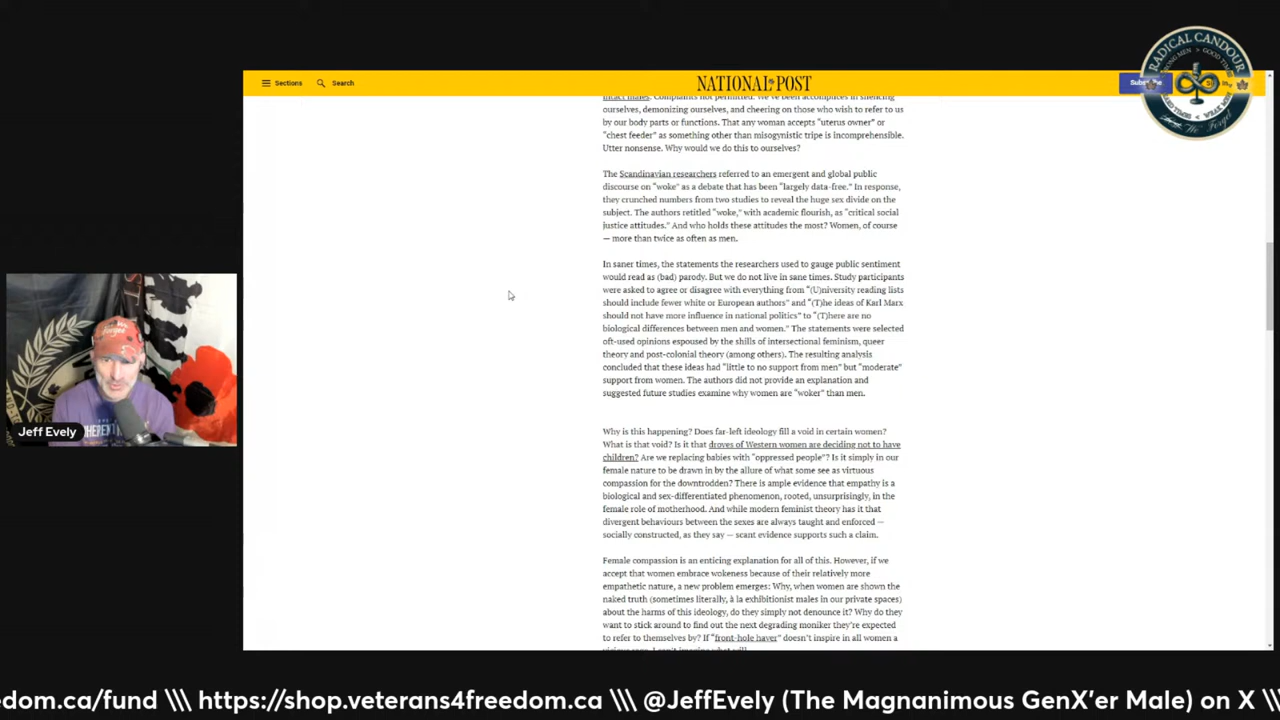 Sections
Search
NATIONAL POST
RADICAL CANDOUR
intact males. Complaints not permitted. We've been accomplices in silencing
ourselves, demonizing ourselves, and cheering on those who wish to refer to us
by our body parts or functions. That any woman accepts “uterus owner” or
“chest feeder” as something other than misogynistic tripe is incomprehensible.
Utter nonsense. Why would we do this to ourselves?
The Scandinavian researchers referred to an emergent and global public
discourse on “woke” as a debate that has been “largely data-free.” In response,
they crunched numbers from two studies to reveal the huge sex divide on the
subject. The authors retitled “woke,” with academic flourish, as “critical social
justice attitudes.” And who holds these attitudes the most? Women, of course
— more than twice as often as men.
In saner times, the statements the researchers used to gauge public sentiment
would read as (bad) parody. But we do not live in sane times. Study participants
were asked to agree or disagree with everything from “(U)niversity reading lists
should include fewer white or European authors” and “(T)he ideas of Karl Marx
should not have more influence in national politics” to “(T)here are no
biological differences between men and women.” The statements were selected
oft-used opinions espoused by the shills of intersectional feminism, queer
theory and post-colonial theory (among others). The resulting analysis
concluded that these ideas had “little to no support from men” but “moderate”
support from women. The authors did not provide an explanation and
suggested future studies examine why women are “woker” than men.
Why is this happening? Does far-left ideology fill a void in certain women?
What is that void? Is it that droves of Western women are deciding not to have
children? Are we replacing babies with “oppressed people”? Is it simply in our
female nature to be drawn in by the allure of what some see as virtuous
compassion for the downtrodden? There is ample evidence that empathy is a
biological and sex-differentiated phenomenon, rooted, unsurprisingly, in the
female role of motherhood. And while modern feminist theory has it that
divergent behaviours between the sexes are always taught and enforced —
socially constructed, as they say — scant evidence supports such a claim.
Female compassion is an enticing explanation for all of this. However, if we
accept that women embrace wokeness because of their relatively more
empathetic nature, a new problem emerges: Why, when women are shown the
naked truth (sometimes literally, à la exhibitionist males in our private spaces)
about the harms of this ideology, do they simply not denounce it? Why do they
want to stick around to find out the next degrading moniker they're expected
to refer to themselves by? If “front-hole haver” doesn't inspire in all women a
Jeff Evely
edom.ca/fund \\\ https://shop.veterans4freedom.ca \\\ @JeffEvely (The Magnanimous GenX'er Male) on X \\\